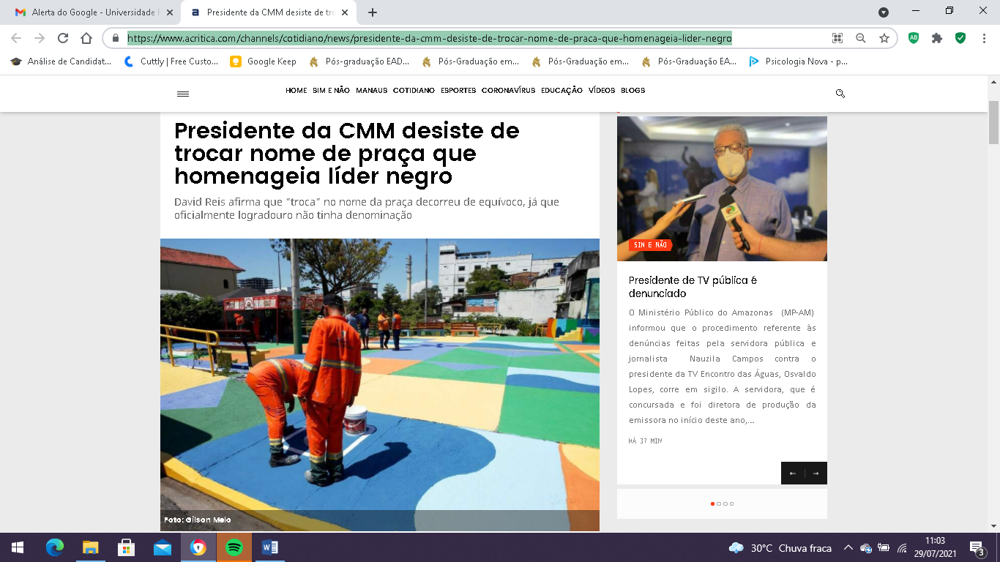 Alerta do Google - Universidade F
Presidente da CMM desiste de tro
https://www.acritica.com/channels/cotidiano/news/presidente-da-cmm-desiste-de-trocar-nome-de-praca-que-homenageia-lider-negro
Análise de Candidat...
Cuttly | Free Custo...
Google Keep
Pós-graduação EAD...
Pós-Graduação em...
Pós-Graduação em...
Pós-Graduação EA...
Psicologia Nova - p...
HOME SIM E NÃO MANAUS COTIDIANO ESPORTES CORONAVÍRUS EDUCAÇÃO VÍDEOS BLOGS
Presidente da CMM desiste de
trocar nome de praça que
homenageia líder negro
David Reis afirma que "troca" no nome da praça decorreu de equívoco, já que
oficialmente logradouro não tinha denominação
Foto: Gilson Melo
SIM E NÃO
Presidente de TV pública é
denunciado
O Ministério Público do Amazonas (MP-AM)
informou que o procedimento referente às
denúncias feitas pela servidora pública e
jornalista Nauzila Campos contra o
presidente da TV Encontro das Águas, Osvaldo
Lopes, corre em sigilo. A servidora, que é
concursada e foi diretora de produção da
emissora no início deste ano,...
HÁ 37 MIN
30°C Chuva fraca
11:03
29/07/2021
3